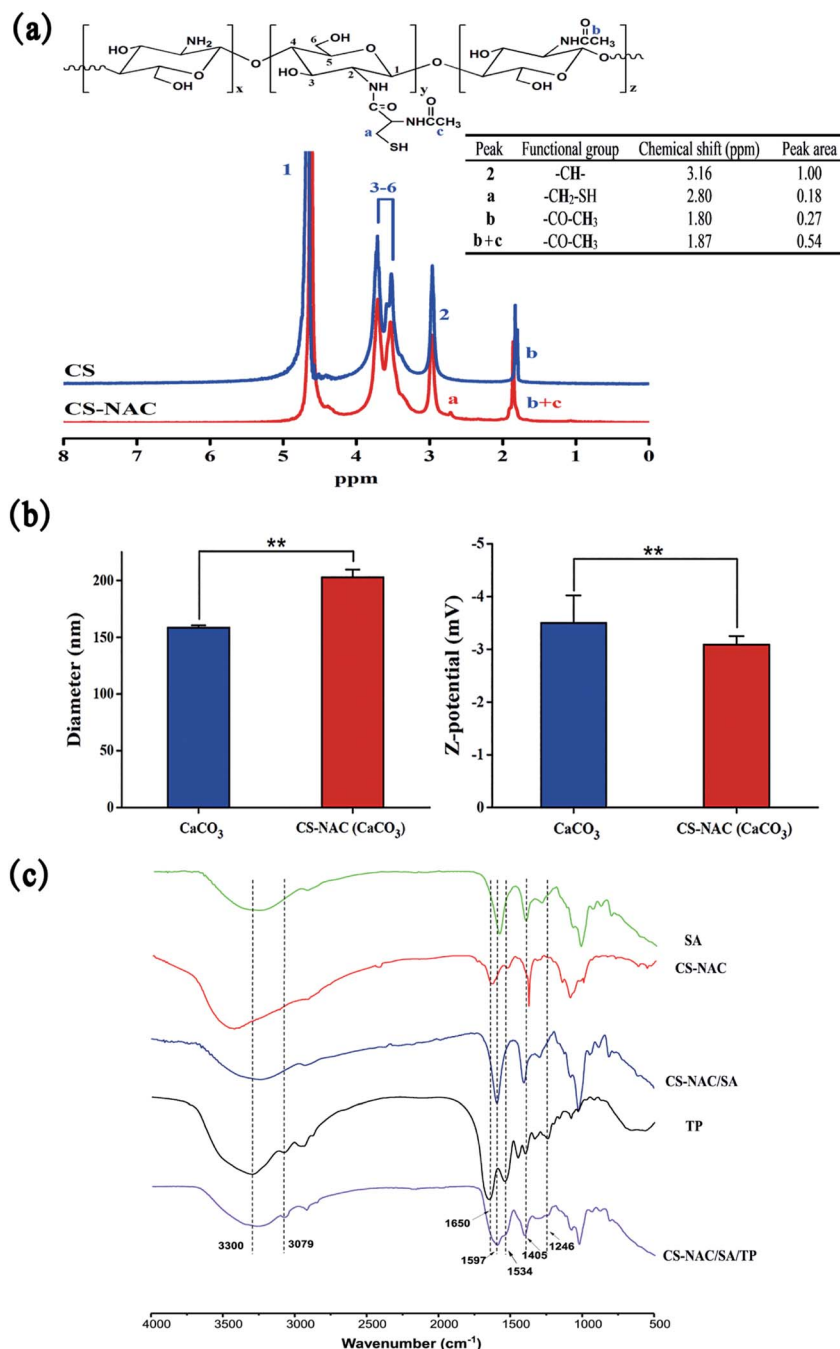 (a)
HO
NH₂
O
OH
x
O
4
6
OH
O
5
HO
3
2
1
NH
y
O
a
SH
NH
O
CH₃
c
O
b
NHCCH₃
HO
O
OH
z
O
Peak Functional group Chemical shift (ppm) Peak area
2 -CH- 3.16 1.00
a -CH₂-SH 2.80 0.18
b -CO-CH₃ 1.80 0.27
b+c -CO-CH₃ 1.87 0.54
1
3-6
2
b
CS
a
b+c
CS-NAC
8 7 6 5 4 3 2 1 0
ppm
(b)
**
200
150
100
50
0
Diameter (nm)
CaCO₃ CS-NAC (CaCO₃)
**
-5
-4
-3
-2
-1
0
Z-potential (mV)
CaCO₃ CS-NAC (CaCO₃)
(c)
SA
CS-NAC
CS-NAC/SA
TP
CS-NAC/SA/TP
3300
3079
1650
1597
1534
1405
1246
4000 3500 3000 2500 2000 1500 1000 500
Wavenumber (cm⁻¹)